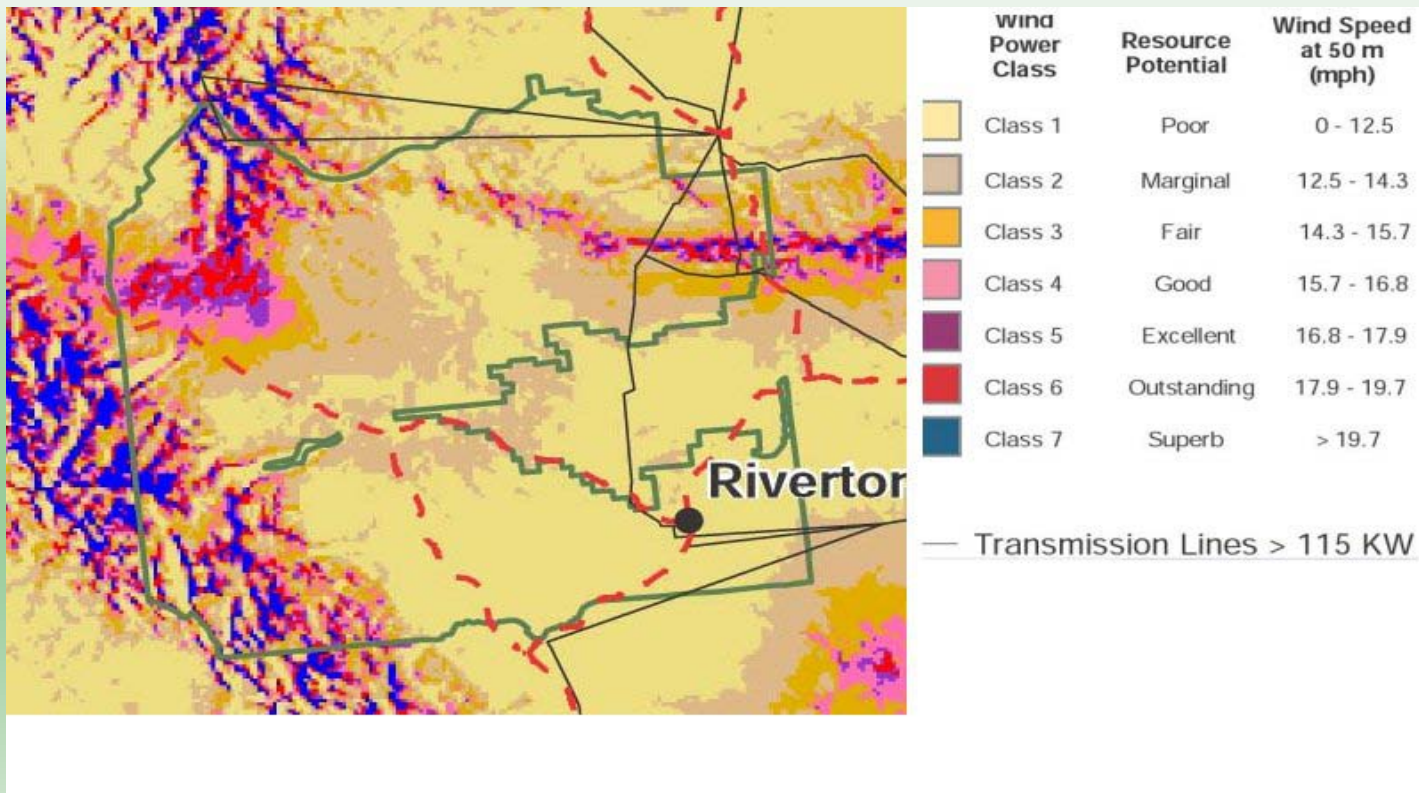 Wind
Power
Class
Resource
Potential
Wind Speed
at 50 m
(mph)
Class 1 Poor 0 - 12.5
Class 2 Marginal 12.5 - 14.3
Class 3 Fair 14.3 - 15.7
Class 4 Good 15.7 - 16.8
Class 5 Excellent 16.8 - 17.9
Class 6 Outstanding 17.9 - 19.7
Class 7 Superb > 19.7
Riverton
Transmission Lines > 115 KW